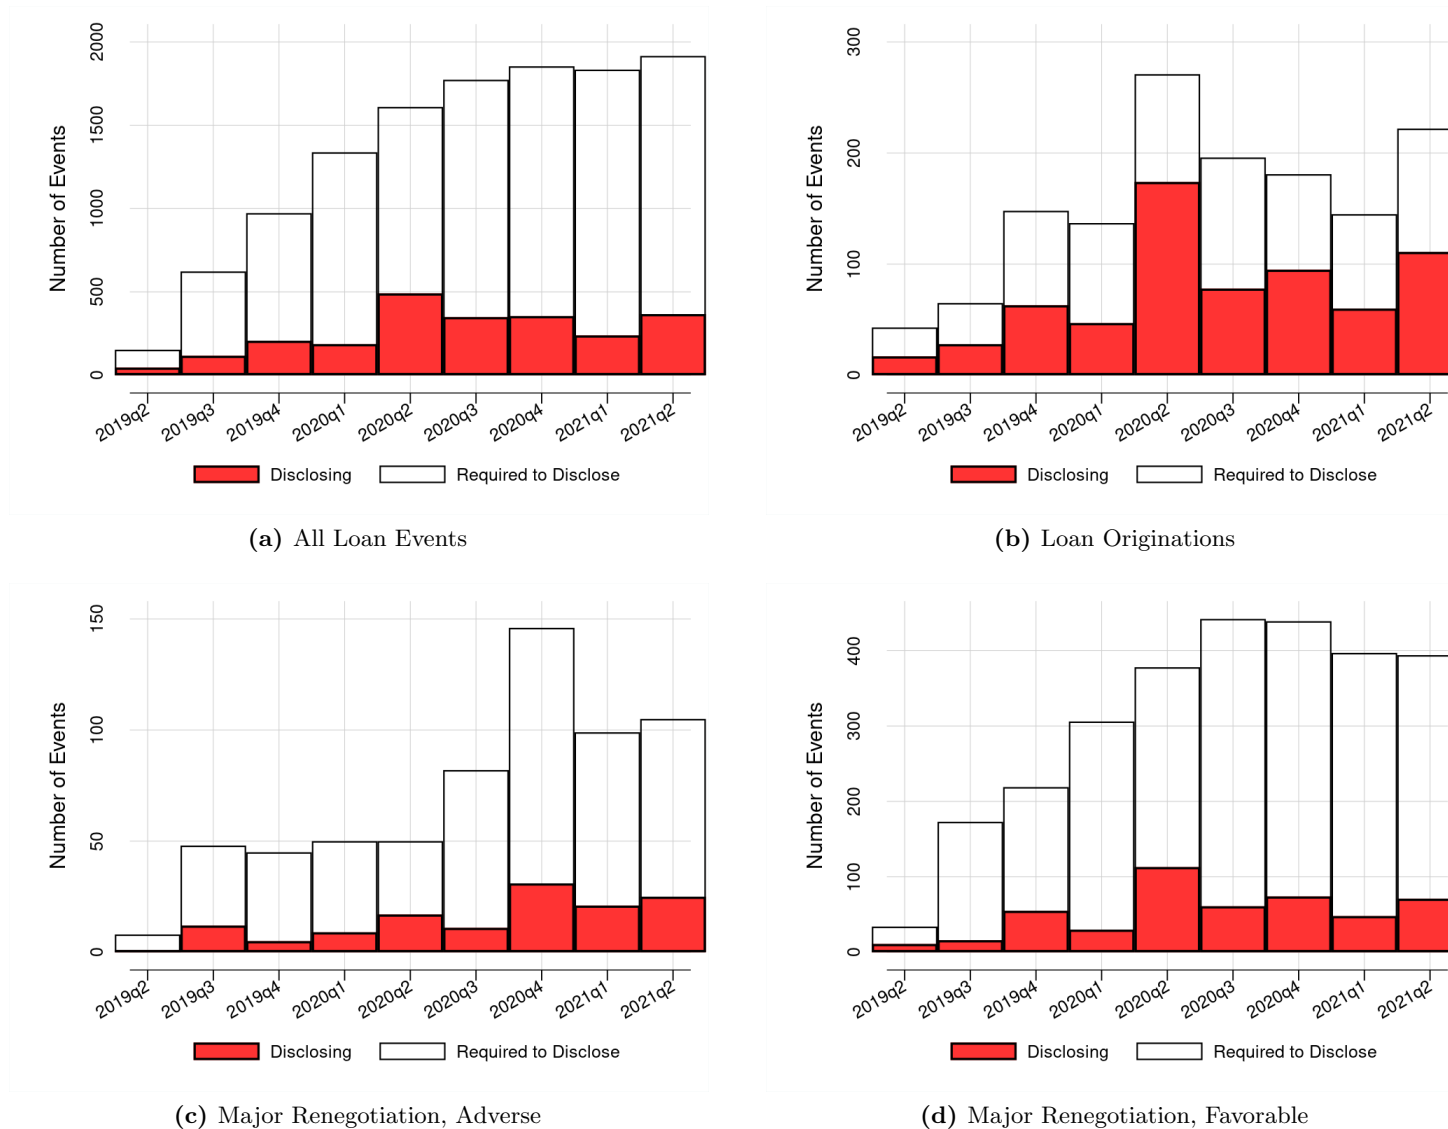 Number of Events
2000
1500
1000
500
0
2019q2 2019q3 2019q4 2020q1 2020q2 2020q3 2020q4 2021q1 2021q2
Disclosing Required to Disclose
(a) All Loan Events
Number of Events
300
200
100
0
2019q2 2019q3 2019q4 2020q1 2020q2 2020q3 2020q4 2021q1 2021q2
Disclosing Required to Disclose
(b) Loan Originations
Number of Events
150
100
50
0
2019q2 2019q3 2019q4 2020q1 2020q2 2020q3 2020q4 2021q1 2021q2
Disclosing Required to Disclose
(c) Major Renegotiation, Adverse
Number of Events
400
300
200
100
0
2019q2 2019q3 2019q4 2020q1 2020q2 2020q3 2020q4 2021q1 2021q2
Disclosing Required to Disclose
(d) Major Renegotiation, Favorable